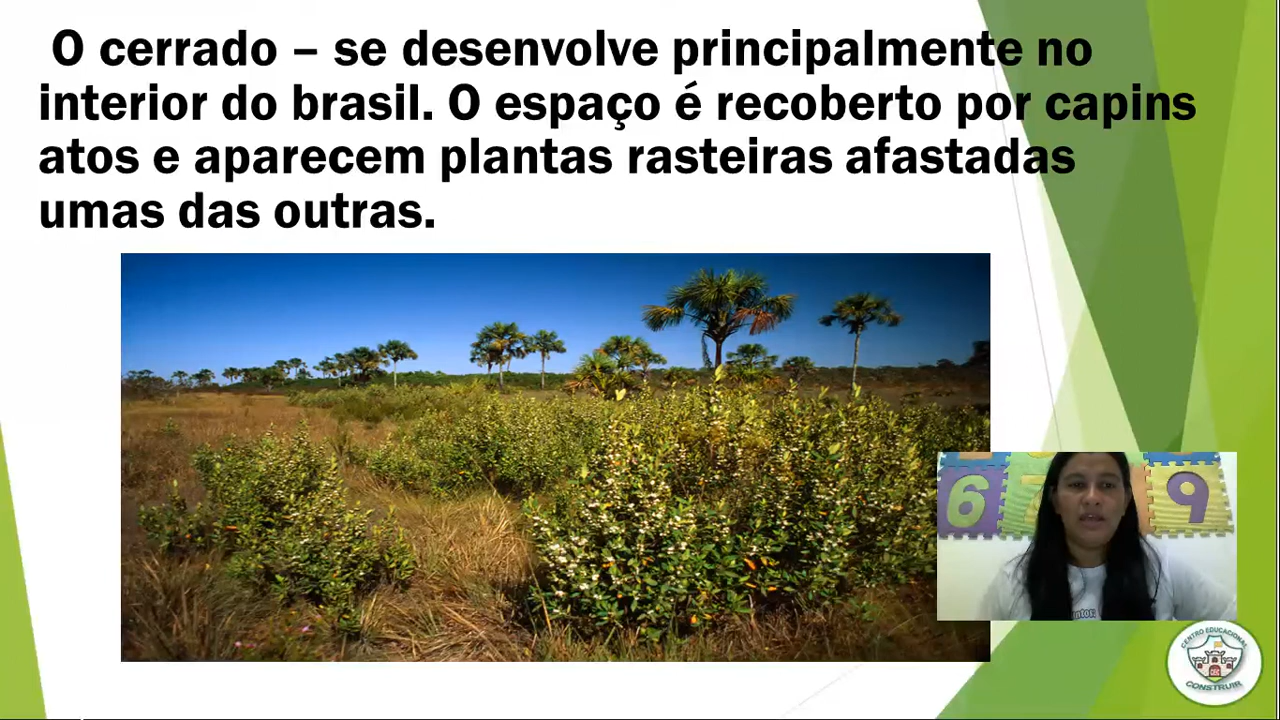 O cerrado – se desenvolve principalmente no
interior do brasil. O espaço é recoberto por capins
atos e aparecem plantas rasteiras afastadas
umas das outras.
6
9
CENTRO EDUCACIONAL
CONSTRUIR